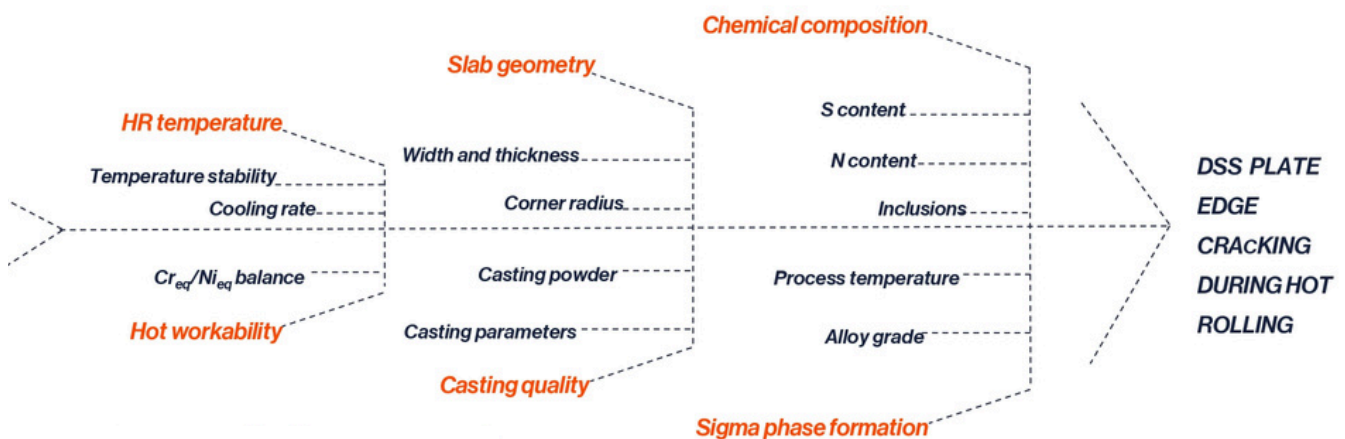 Chemical composition
Slab geometry
HR temperature
S content
Width and thickness
N content
Temperature stability
Corner radius
Inclusions
Cooling rate
DSS PLATE
EDGE
CRAcKING
DURING HOT
ROLLING
Cr_eq/Ni_eq balance
Casting powder
Process temperature
Hot workability
Casting parameters
Alloy grade
Casting quality
Sigma phase formation